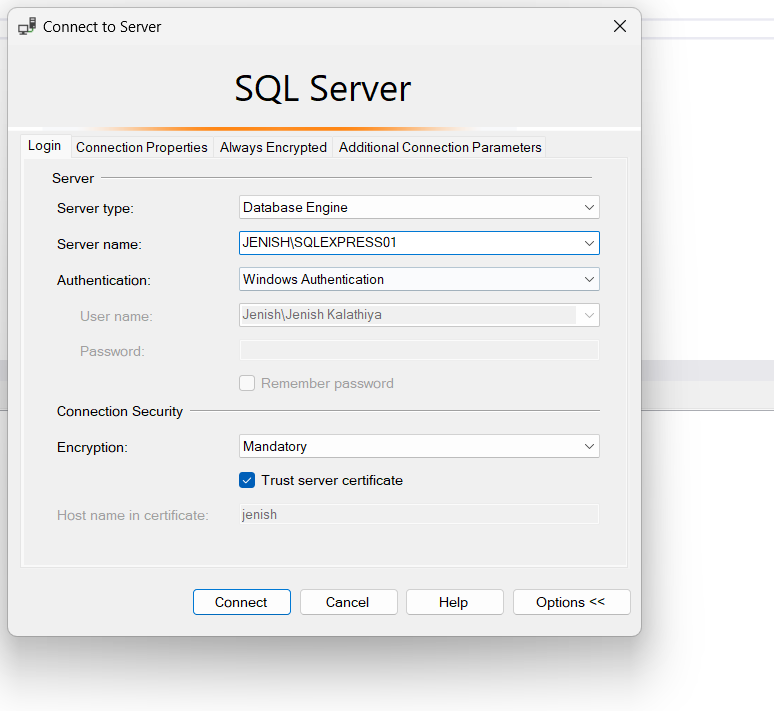 Connect to Server
SQL Server
Login Connection Properties Always Encrypted Additional Connection Parameters
Server
Server type: Database Engine
Server name: JENISH\SQLEXPRESS01
Authentication: Windows Authentication
User name: Jenish\Jenish Kalathiya
Password:
Remember password
Connection Security
Encryption: Mandatory
Trust server certificate
Host name in certificate: jenish
Connect Cancel Help Options <<